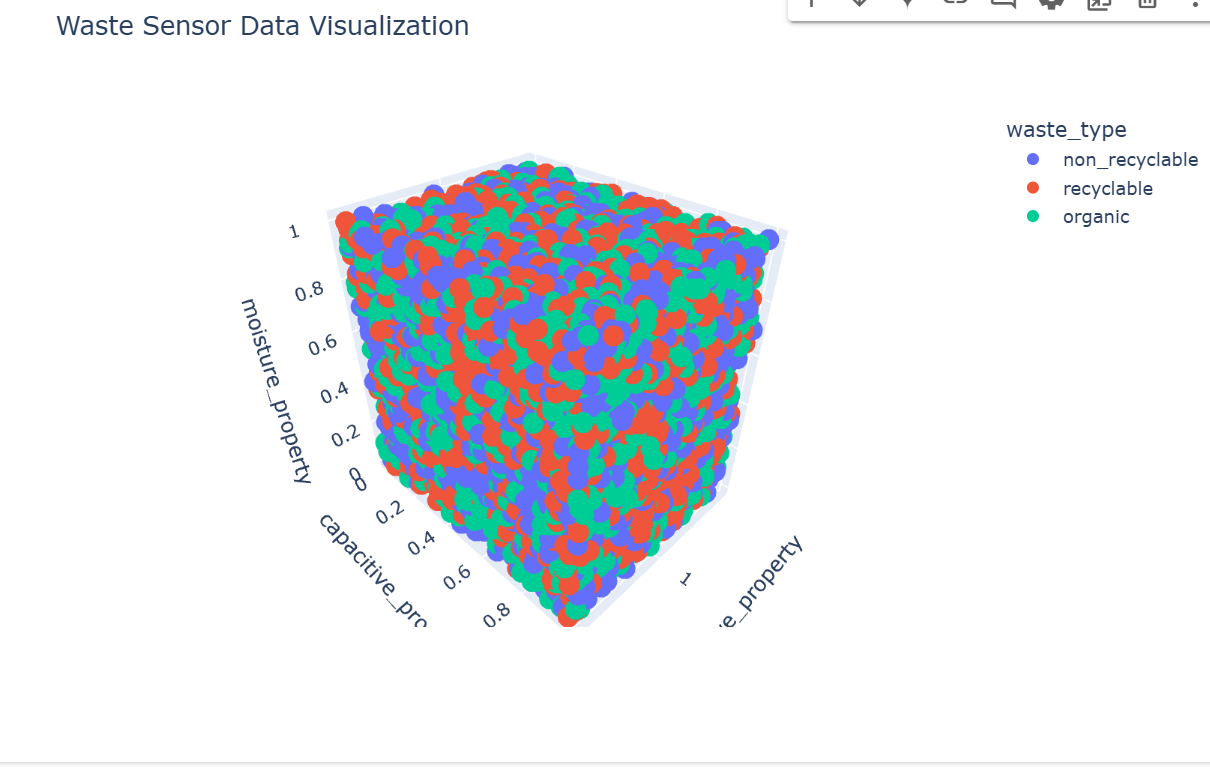 Waste Sensor Data Visualization
waste_type
non_recyclable
recyclable
organic
1
0.8
0.6
0.4
0.2
0
moisture_property
0
0.2
0.4
0.6
0.8
capacitive_pro
1
e_property